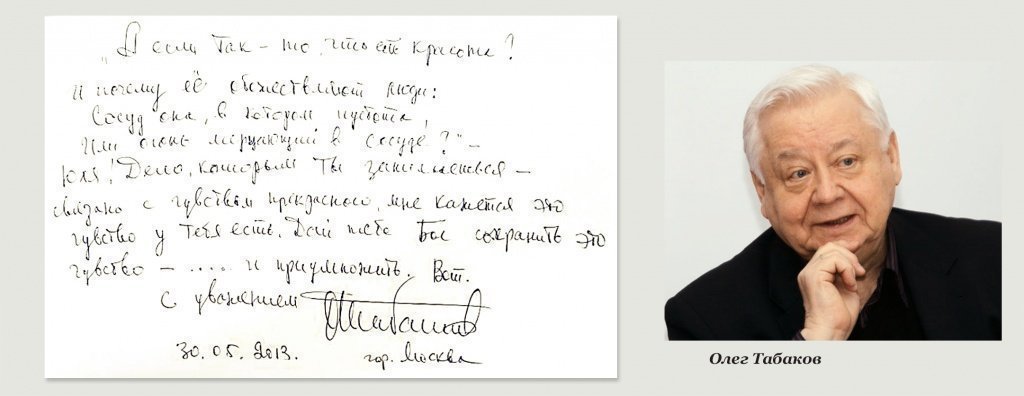 „А если так – то, что есть красота?
И почему её обожествляют люди:
Сосуд она, в котором пустота,
Или огонь мерцающий в сосуде?" –
Юля! Дело, которым Ты занимаешься –
связано с чувством прекрасного, мне кажется это
чувство у тебя есть. Дай тебе Бог сохранить это
чувство – .... и приумножить. Вот.
С уважением
ОТабаков
30.05.2013. гор. Москва
Олег Табаков